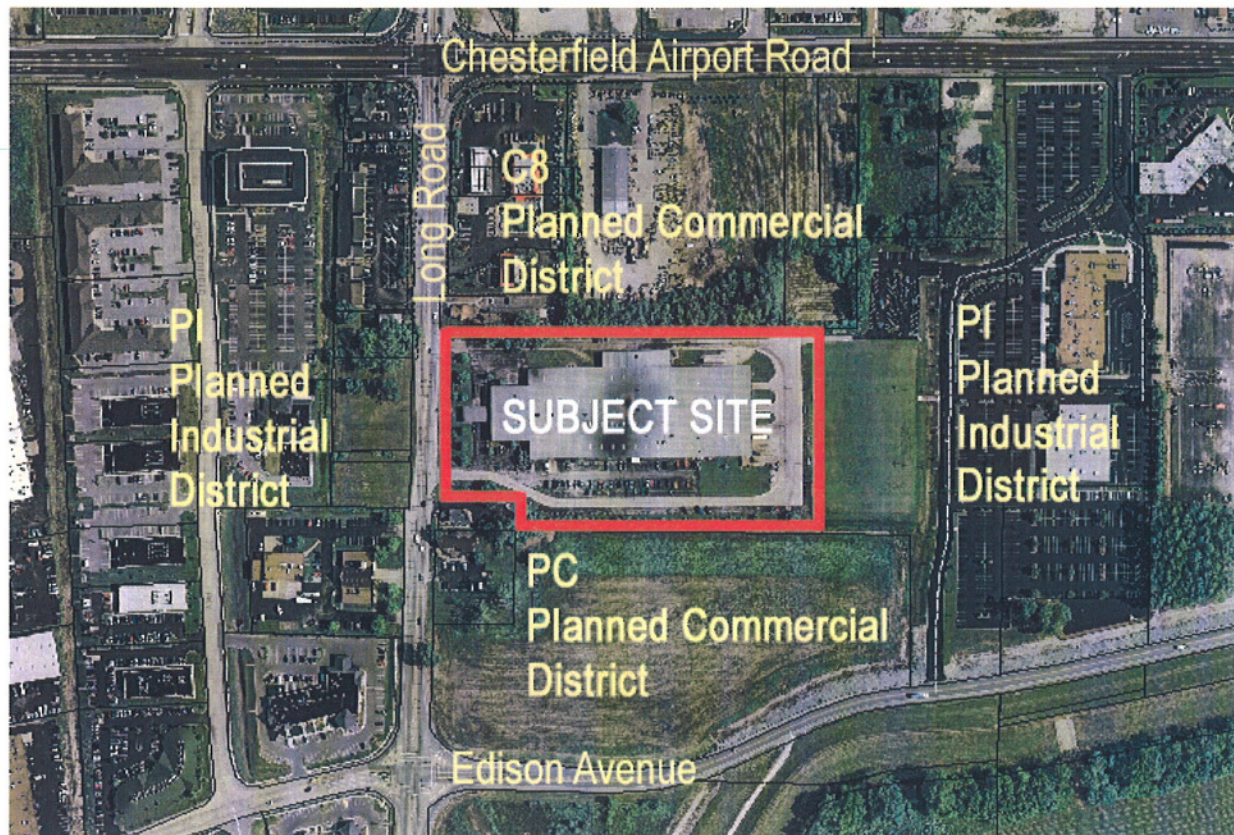 Chesterfield Airport Road
Long Road
C8
Planned Commercial
District
PI
Planned
Industrial
District
SUBJECT SITE
PI
Planned
Industrial
District
PC
Planned Commercial
District
Edison Avenue